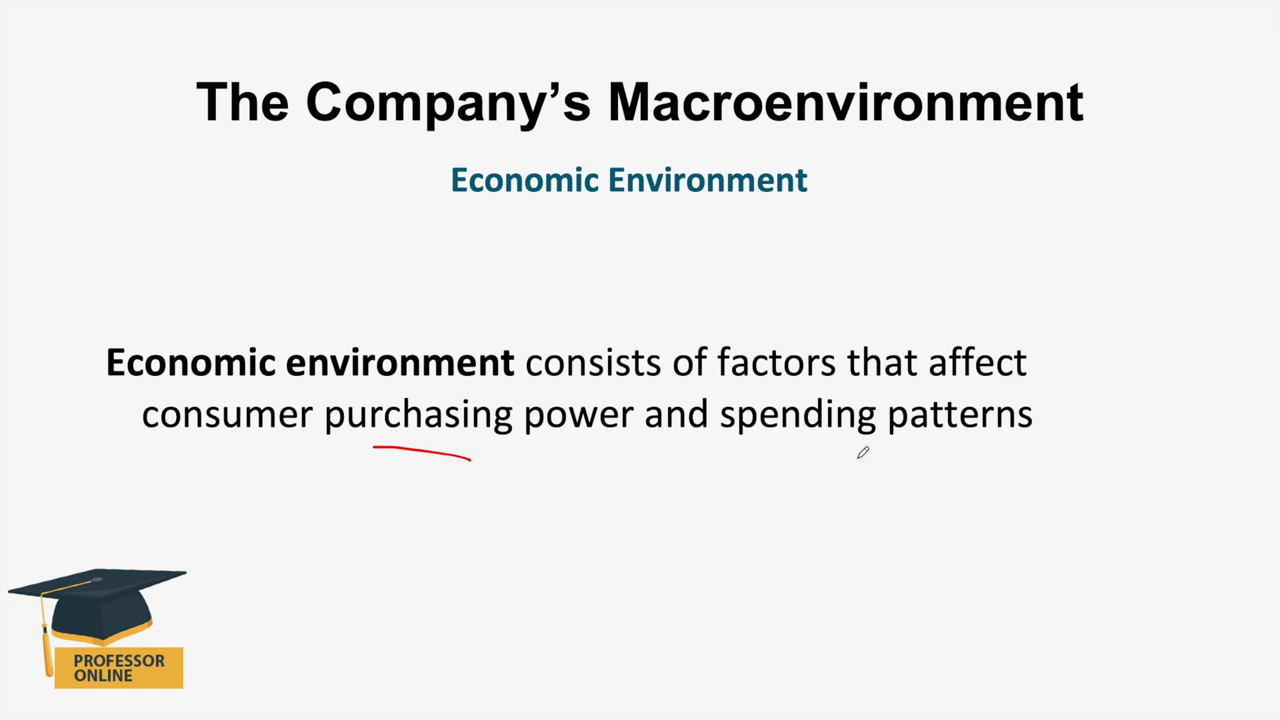 The Company’s Macroenvironment
Economic Environment
Economic environment consists of factors that affect
consumer purchasing power and spending patterns
PROFESSOR
ONLINE